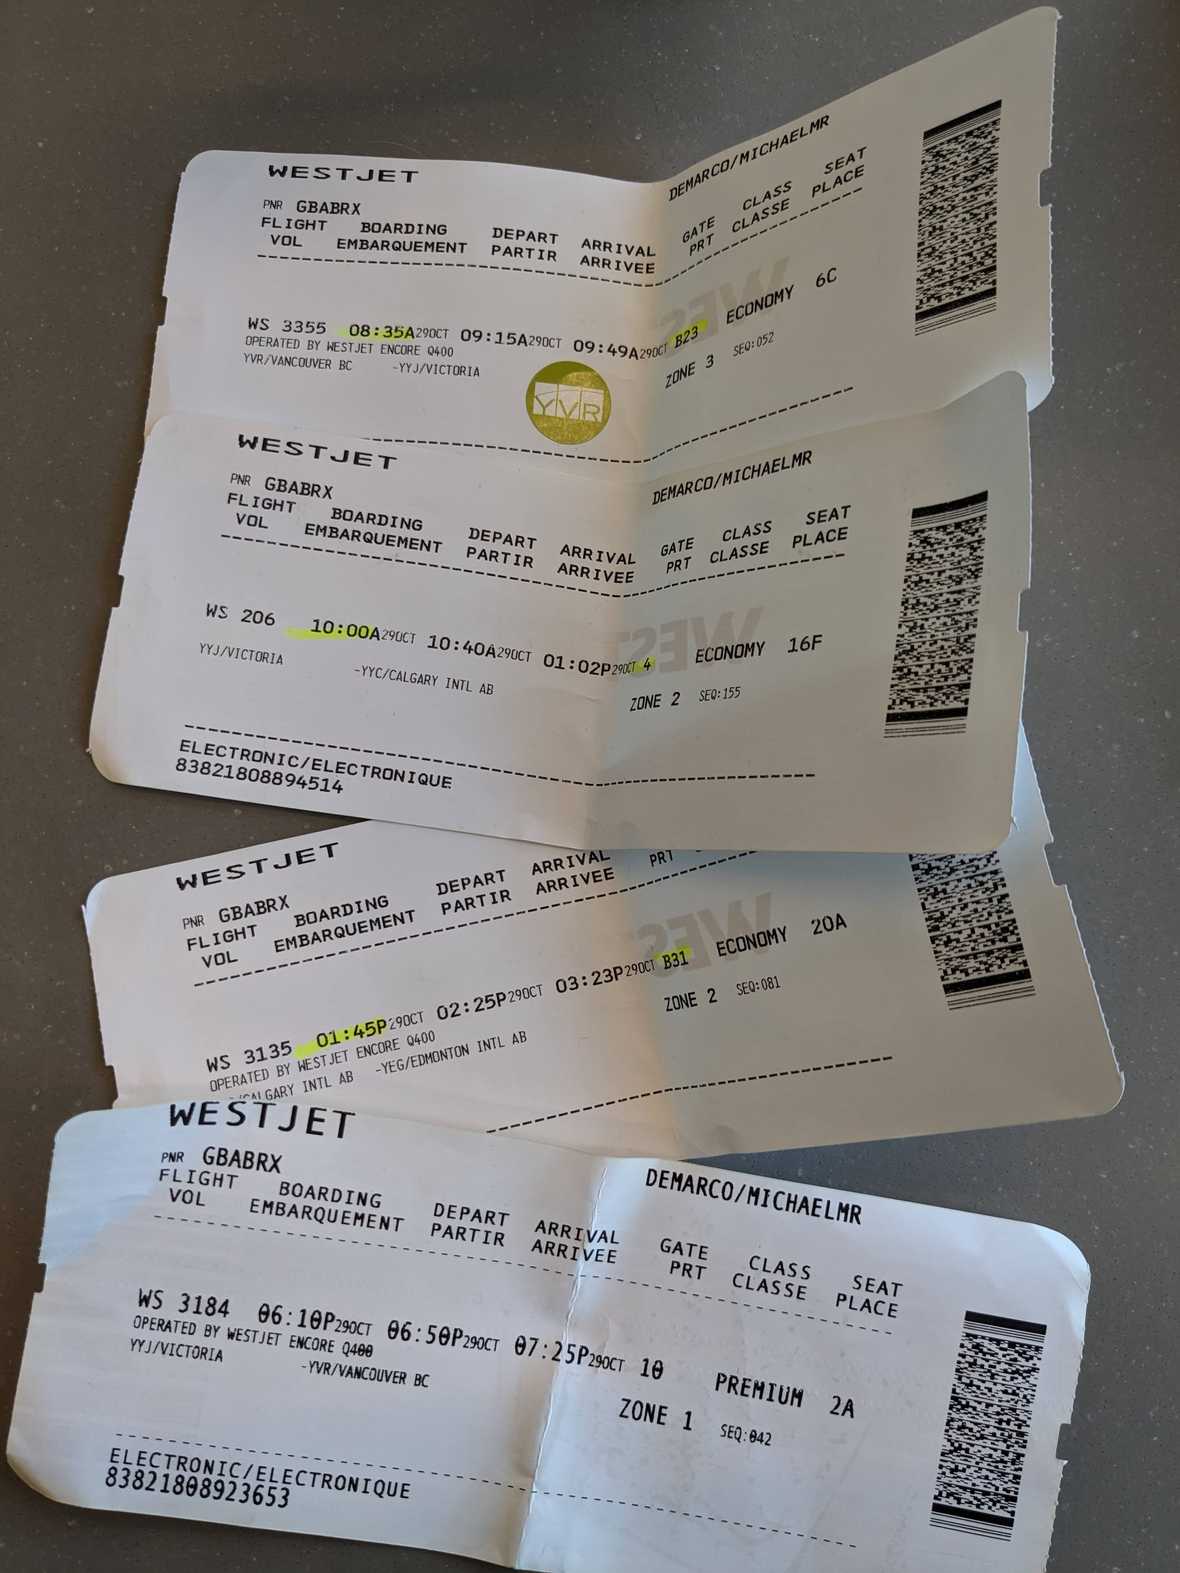 WESTJET
DEMARCO/MICHAELMR
PNR GBABRX
FLIGHT BOARDING DEPART ARRIVAL GATE CLASS SEAT
VOL EMBARQUEMENT PARTIR ARRIVEE PRT CLASSE PLACE
WS 3355 08:35A29OCT 09:15A29OCT 09:49A29OCT B23 ECONOMY 6C
OPERATED BY WESTJET ENCORE Q400
YVR/VANCOUVER BC -YYJ/VICTORIA
ZONE 3 SEQ:052
YVR
WESTJET
DEMARCO/MICHAELMR
PNR GBABRX
FLIGHT BOARDING DEPART ARRIVAL GATE CLASS SEAT
VOL EMBARQUEMENT PARTIR ARRIVEE PRT CLASSE PLACE
WS 206 10:00A29OCT 10:40A29OCT 01:02P29OCT 4 ECONOMY 16F
YYJ/VICTORIA -YYC/CALGARY INTL AB
ZONE 2 SEQ:155
ELECTRONIC/ELECTRONIQUE
83821808894514
WESTJET
PNR GBABRX
FLIGHT BOARDING DEPART ARRIVAL
VOL EMBARQUEMENT PARTIR ARRIVEE PRT
WS 3135 01:45P29OCT 02:25P29OCT 03:23P29OCT B31 ECONOMY 20A
OPERATED BY WESTJET ENCORE Q400
/CALGARY INTL AB -YEG/EDMONTON INTL AB
ZONE 2 SEQ:081
WESTJET
DEMARCO/MICHAELMR
PNR GBABRX
FLIGHT BOARDING DEPART ARRIVAL GATE CLASS SEAT
VOL EMBARQUEMENT PARTIR ARRIVEE PRT CLASSE PLACE
WS 3184 06:10P29OCT 06:50P29OCT 07:25P29OCT 10 PREMIUM 2A
OPERATED BY WESTJET ENCORE Q400
YYJ/VICTORIA -YVR/VANCOUVER BC
ZONE 1 SEQ:042
ELECTRONIC/ELECTRONIQUE
83821808923653